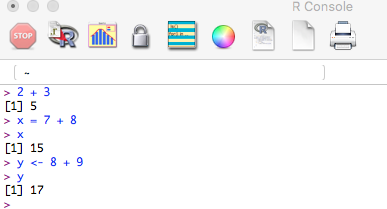 R Console
~
> 2 + 3
[1] 5
> x = 7 + 8
> x
[1] 15
> y <- 8 + 9
> y
[1] 17
>